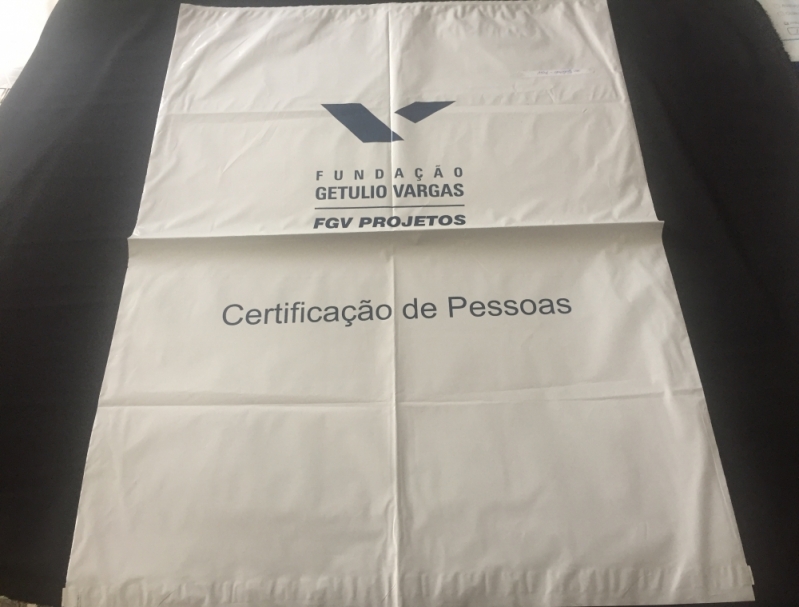 FUNDAÇÃO
GETULIO VARGAS
FGV PROJETOS
Certificação de Pessoas